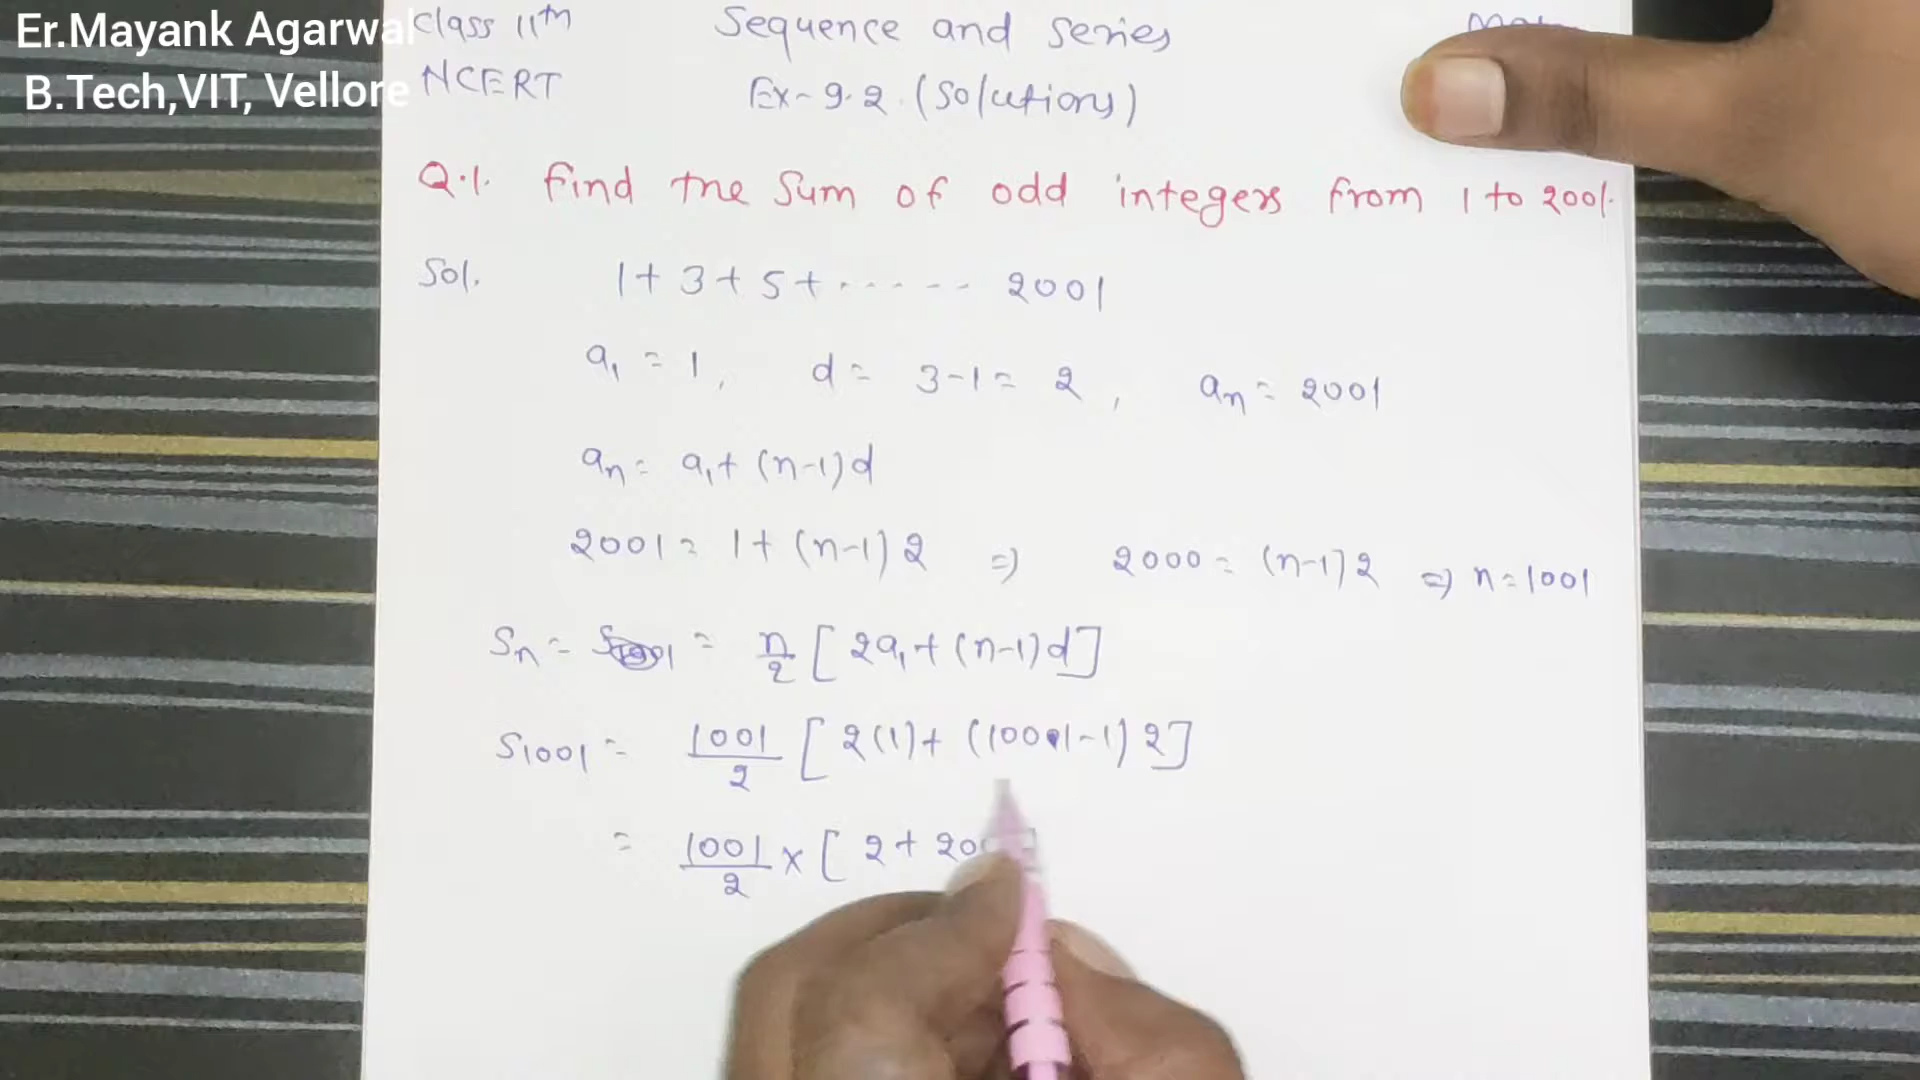 Er.Mayank Agarwal
B.Tech,VIT, Vellore
Class 11th Sequence and Series
NCERT Ex-9.2 (Solutions)
Q.1. Find the Sum of odd integers from 1 to 2001.
Sol. 1+3+5+...... 2001
a₁ = 1, d = 3-1 = 2, aₙ = 2001
aₙ = a₁+(n-1)d
2001 = 1+(n-1)2 ⇒ 2000 = (n-1)2 ⇒ n=1001
Sₙ = = n/2 [2a₁+(n-1)d]
S₁₀₀₁ = 1001/2 [2(1)+(1001-1)2]
= 1001/2 × [2+